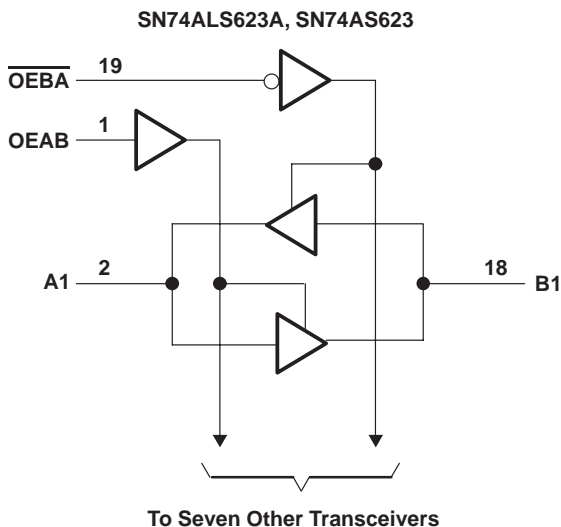 SN74ALS623A, SN74AS623
OEBA 19
OEAB 1
A1 2
18 B1
To Seven Other Transceivers